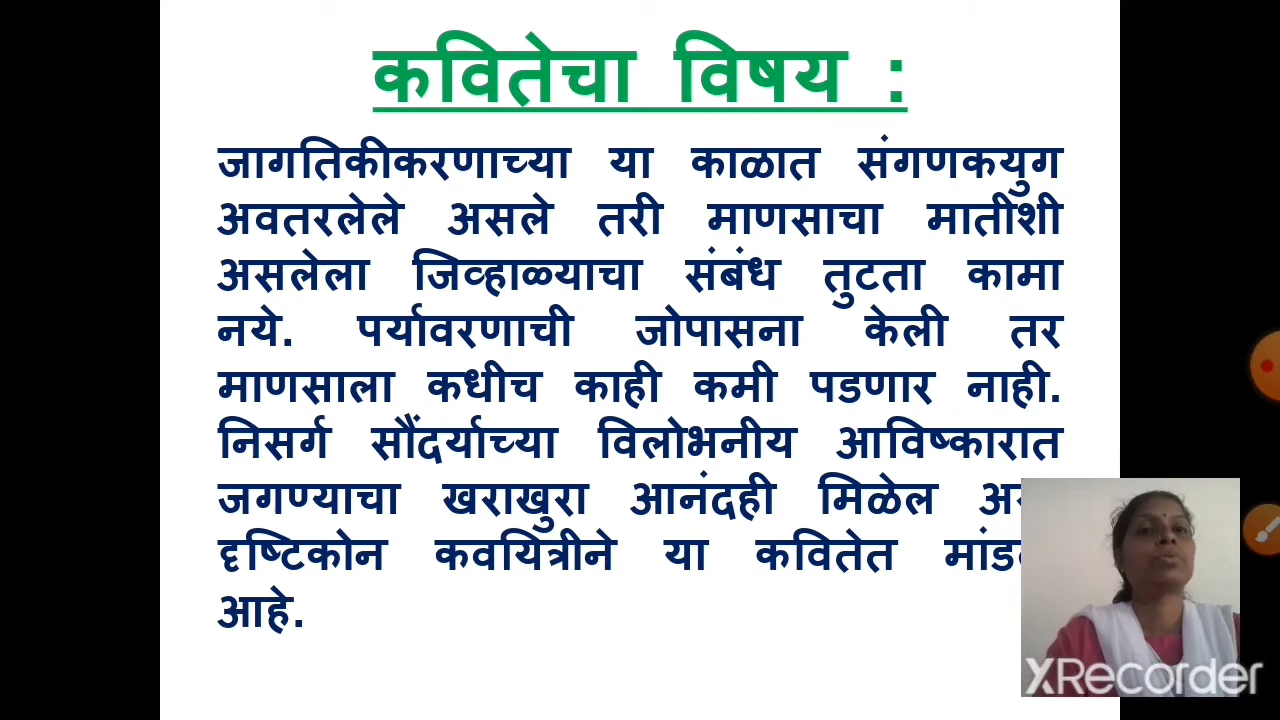 कवितेचा विषय :
जागतिकीकरणाच्या या काळात संगणकयुग
अवतरलेले असले तरी माणसाचा मातीशी
असलेला जिव्हाळ्याचा संबंध तुटता कामा
नये. पर्यावरणाची जोपासना केली तर
माणसाला कधीच काही कमी पडणार नाही.
निसर्ग सौंदर्याच्या विलोभनीय आविष्कारात
जगण्याचा खराखुरा आनंदही मिळेल
दृष्टिकोन कवयित्रीने या कवितेत
आहे.
XRecorder